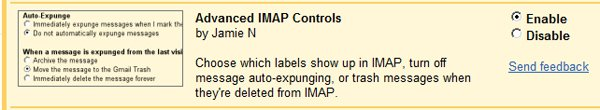 Auto-Expunge
Immediately expunge messages when I mark the
Do not automatically expunge messages
When a message is expunged from the last visi
Archive the message
Move the message to the Gmail Trash
Immediately delete the message forever
Advanced IMAP Controls
by Jamie N
Choose which labels show up in IMAP, turn off
message auto-expunging, or trash messages when
they're deleted from IMAP.
Enable
Disable
Send feedback